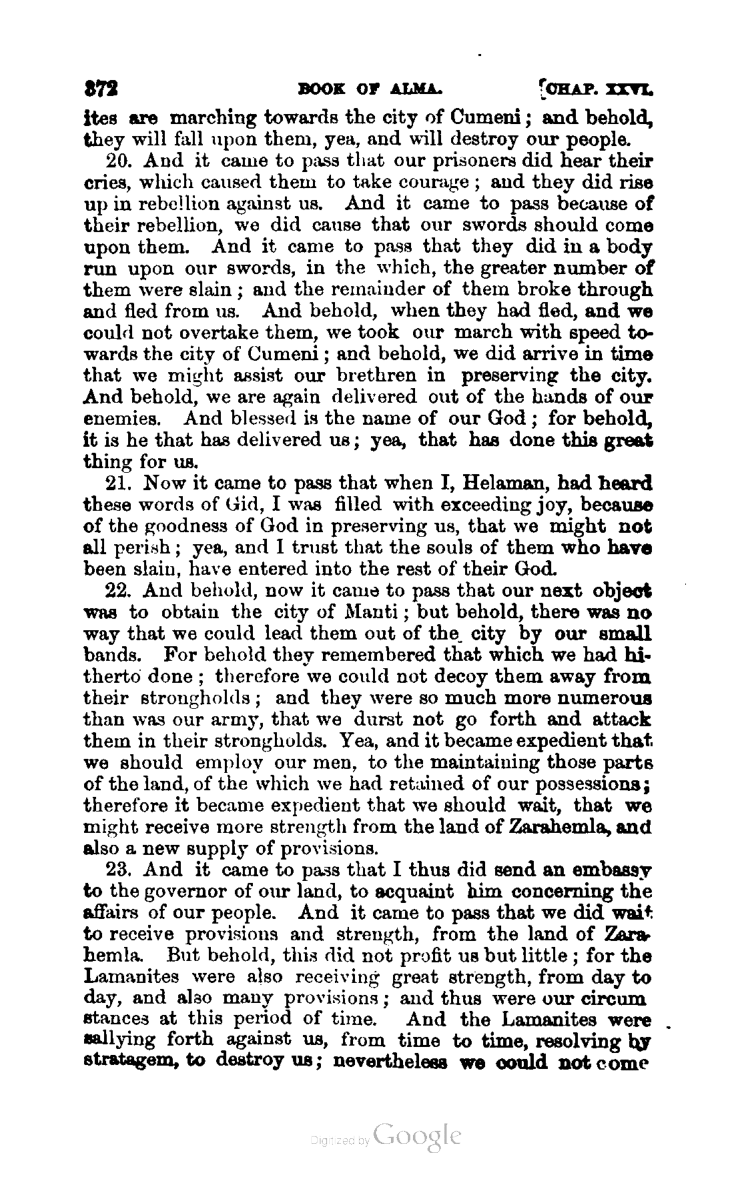 372 BOOK OF ALMA. [CHAP. XXVI.
ites are marching towards the city of Cumeni; and behold,
they will fall upon them, yea, and will destroy our people.
20. And it came to pass that our prisoners did hear their
cries, which caused them to take courage; and they did rise
up in rebellion against us. And it came to pass because of
their rebellion, we did cause that our swords should come
upon them. And it came to pass that they did in a body
run upon our swords, in the which, the greater number of
them were slain; and the remainder of them broke through
and fled from us. And behold, when they had fled, and we
could not overtake them, we took our march with speed to-
wards the city of Cumeni; and behold, we did arrive in time
that we might assist our brethren in preserving the city.
And behold, we are again delivered out of the hands of our
enemies. And blessed is the name of our God; for behold,
it is he that has delivered us; yea, that has done this great
thing for us.
21. Now it came to pass that when I, Helaman, had heard
these words of Gid, I was filled with exceeding joy, because
of the goodness of God in preserving us, that we might not
all perish; yea, and I trust that the souls of them who have
been slain, have entered into the rest of their God.
22. And behold, now it came to pass that our next object
was to obtain the city of Manti; but behold, there was no
way that we could lead them out of the city by our small
bands. For behold they remembered that which we had hi-
therto done; therefore we could not decoy them away from
their strongholds; and they were so much more numerous
than was our army, that we durst not go forth and attack
them in their strongholds. Yea, and it became expedient that
we should employ our men, to the maintaining those parts
of the land, of the which we had retained of our possessions;
therefore it became expedient that we should wait, that we
might receive more strength from the land of Zarahemla, and
also a new supply of provisions.
23. And it came to pass that I thus did send an embassy
to the governor of our land, to acquaint him concerning the
affairs of our people. And it came to pass that we did wait
to receive provisions and strength, from the land of Zara-
hemla. But behold, this did not profit us but little; for the
Lamanites were also receiving great strength, from day to
day, and also many provisions; and thus were our circum
stances at this period of time. And the Lamanites were
sallying forth against us, from time to time, resolving by
stratagem, to destroy us; nevertheless we could not come
Digitized by Google